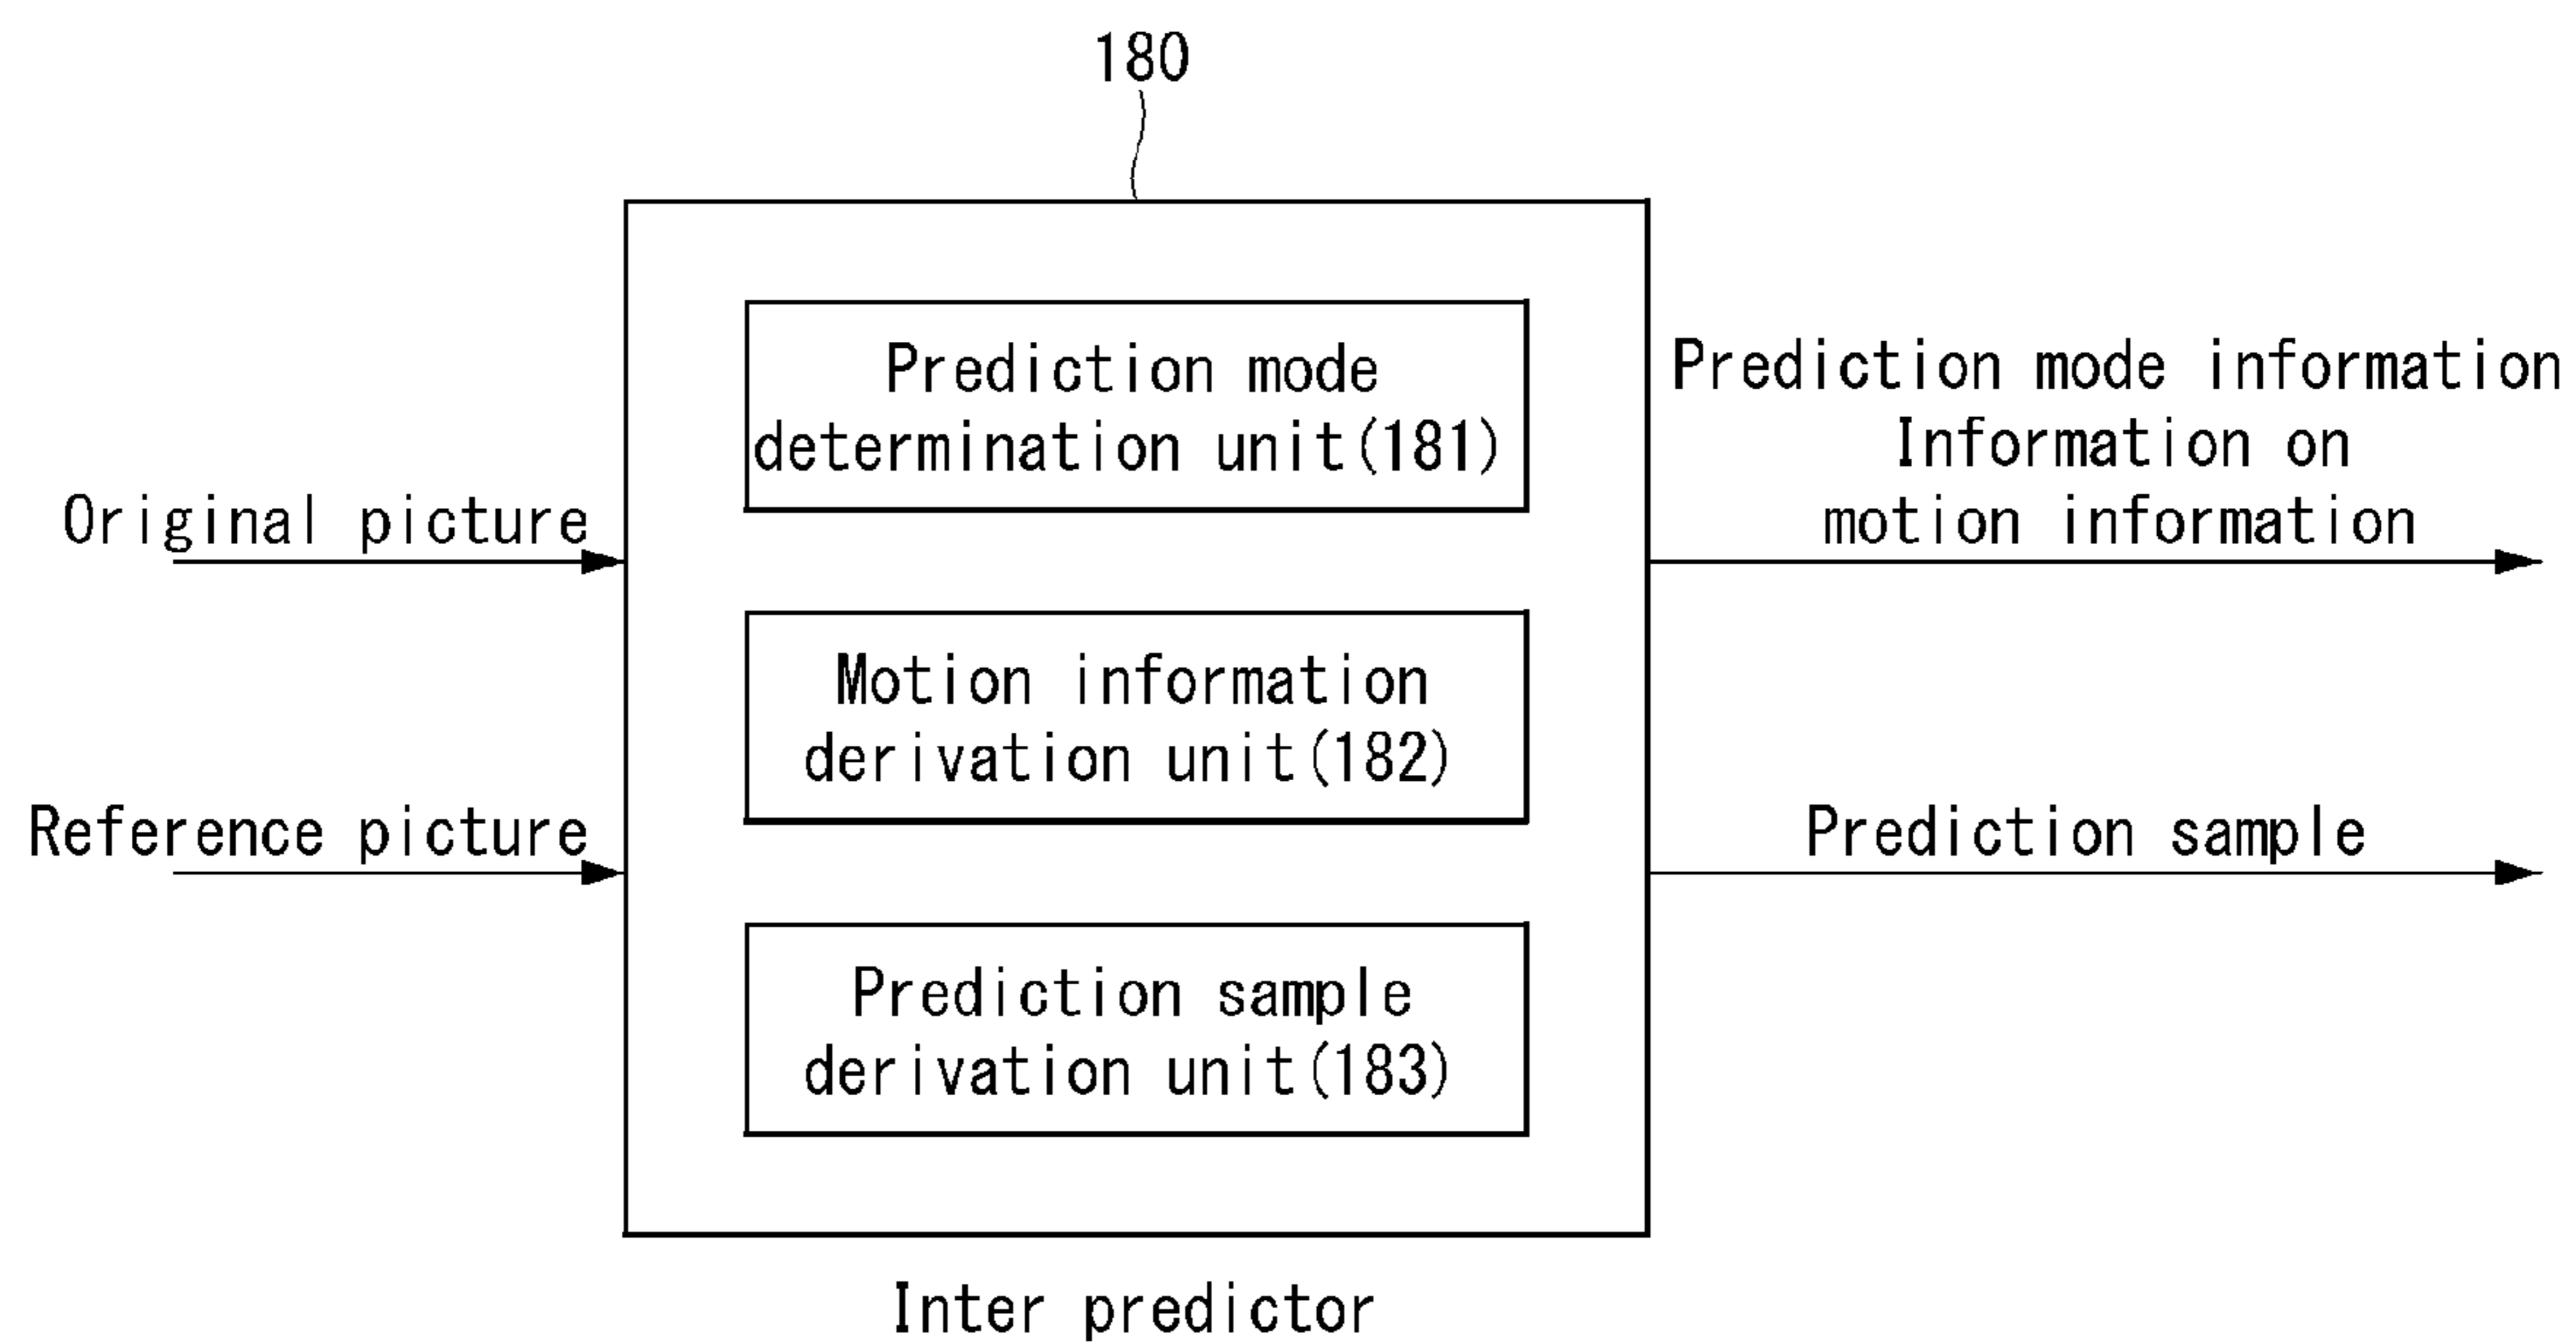 180
Prediction mode
determination unit(181)
Motion information
derivation unit(182)
Prediction sample
derivation unit(183)
Original picture
Reference picture
Prediction mode information
Information on
motion information
Prediction sample
Inter predictor